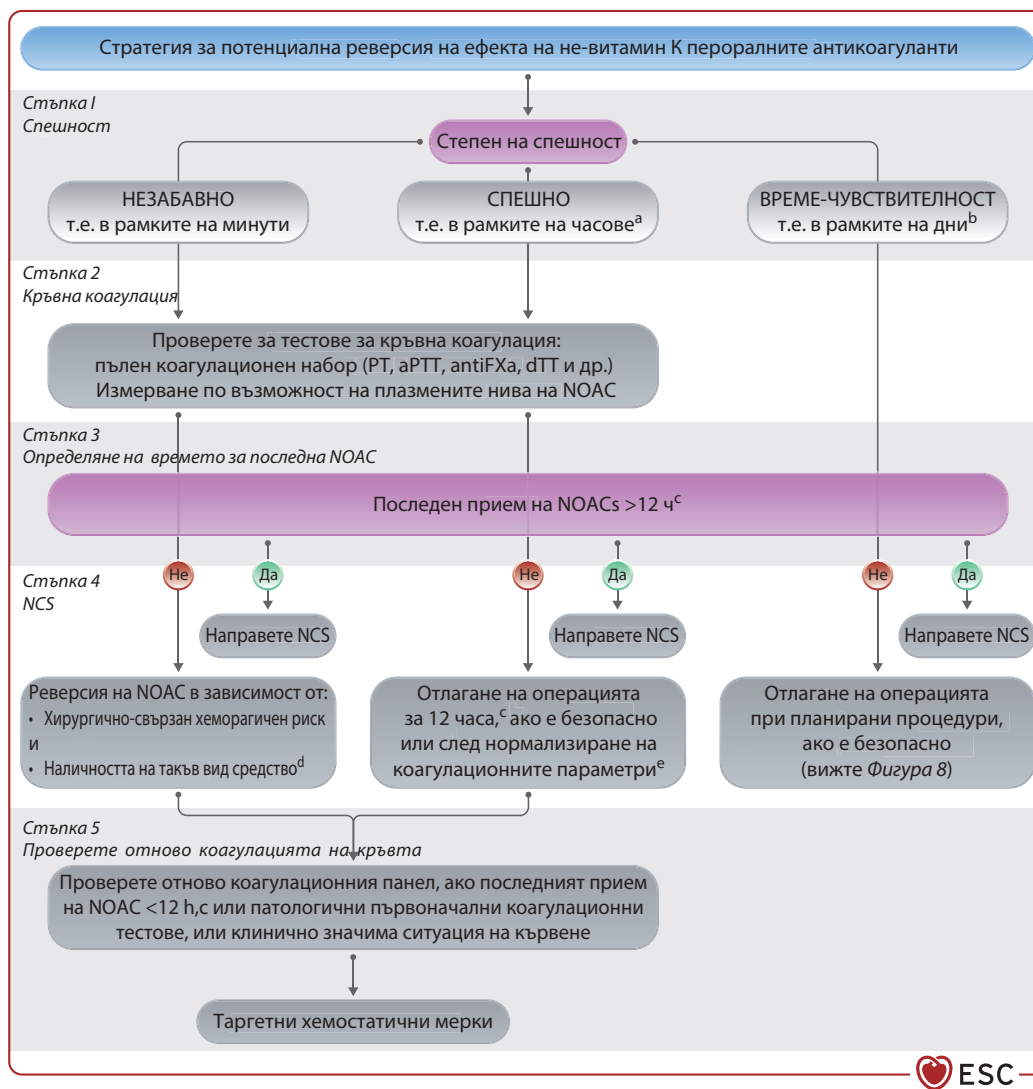 Стратегия за потенциална реверсия на ефекта на не-витамин К пероралните антикоагуланти
Стъпка I
Спешност
Степен на спешност
НЕЗАБАВНО
т.е. в рамките на минути
СПЕШНО
т.е. в рамките на часовеᵃ
ВРЕМЕ-ЧУВСТВИТЕЛНОСТ
т.е. в рамките на дниᵇ
Стъпка 2
Кръвна коагулация
Проверете за тестове за кръвна коагулация:
пълен коагулационен набор (PT, aPTT, antiFXa, dTT и др.)
Измерване по възможност на плазмените нива на NOAC
Стъпка 3
Определяне на времето за последна NOAC
Последен прием на NOACs >12 чᶜ
Не
Да
Не
Да
Не
Да
Стъпка 4
NCS
Направете NCS
Направете NCS
Направете NCS
Реверсия на NOAC в зависимост от:
• Хирургично-свързан хеморагичен риск
и
• Наличността на такъв вид средствоᵈ
Отлагане на операцията
за 12 часа,ᶜ ако е безопасно
или след нормализиране на
коагулационните параметриᵉ
Отлагане на операцията
при планирани процедури,
ако е безопасно
(вижте Фигура 8)
Стъпка 5
Проверете отново коагулацията на кръвта
Проверете отново коагулационния панел, ако последният прием
на NOAC <12 h,c или патологични първоначални коагулационни
тестове, или клинично значима ситуация на кървене
Таргетни хемостатични мерки
ESC